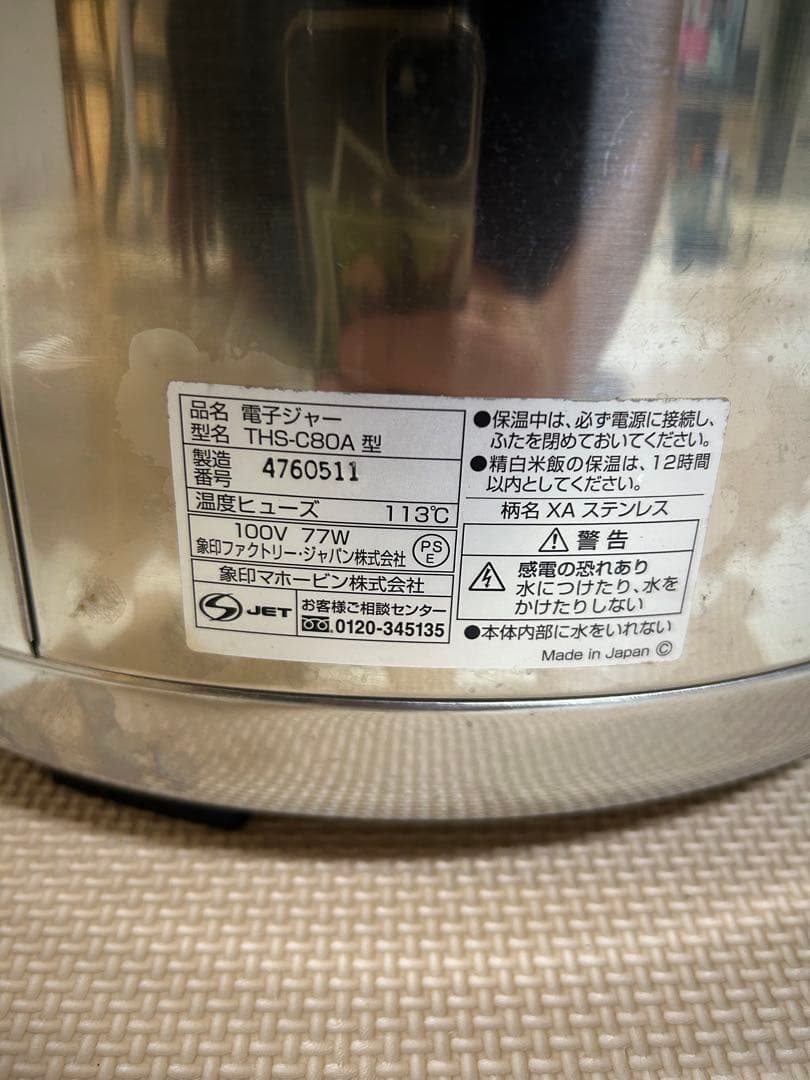 品名 電子ジャー
型名 THS-C80A 型
製造番号 4760511
温度ヒューズ 113℃
100V 77W
象印ファクトリー・ジャパン株式会社
PS
E
象印マホービン株式会社
JET
お客様ご相談センター
0120-345135
●保温中は、必ず電源に接続し、
ふたを閉めておいてください。
●精白米飯の保温は、12時間
以内としてください。
柄名 XA ステンレス
警告
感電の恐れあり
水につけたり、水を
かけたりしない
●本体内部に水をいれない
Made in Japan Ⓒ